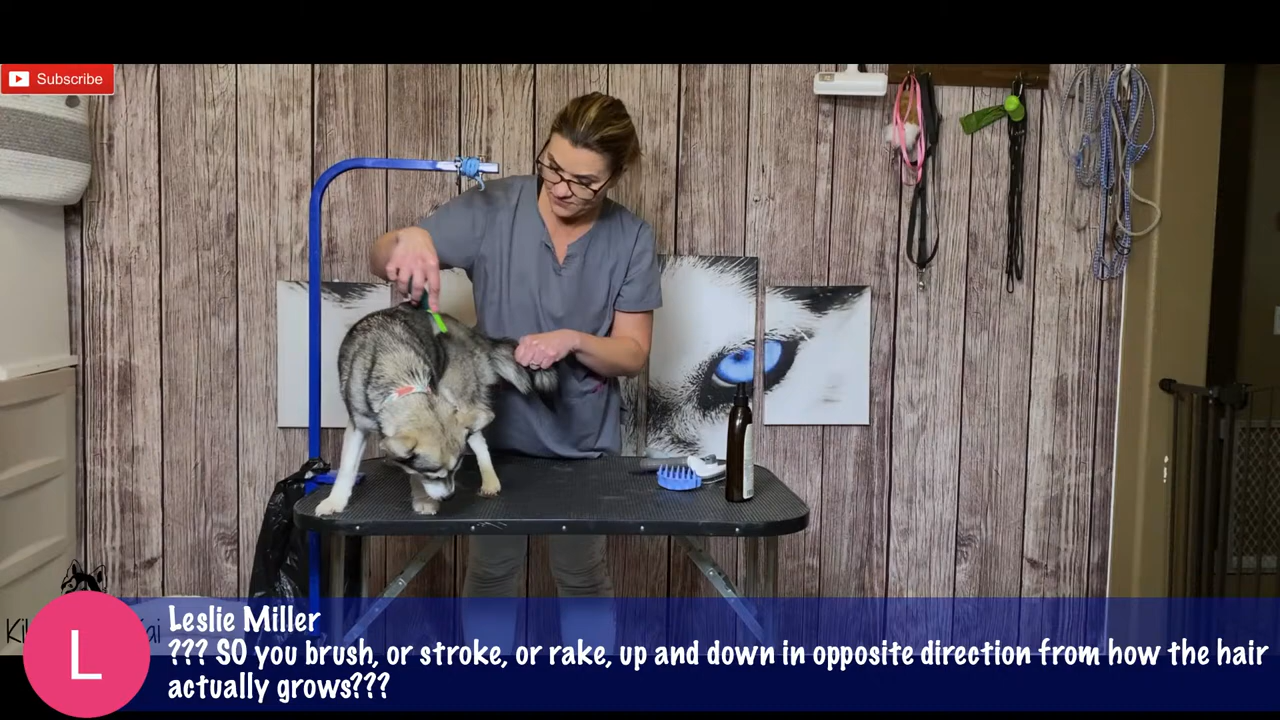 Subscribe
Leslie Miller
??? SO you brush, or stroke, or rake, up and down in opposite direction from how the hair
actually grows???
L